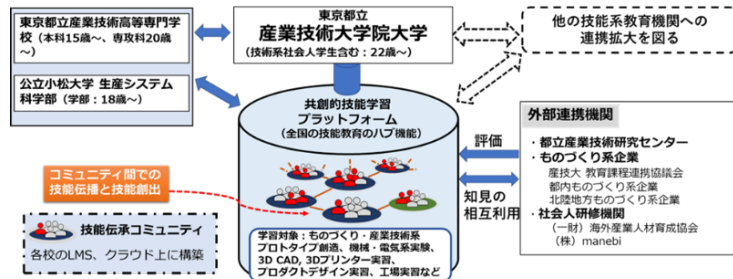 東京都立産業技術高等専門学
校（本科15歳～、専攻科20歳
～）
公立小松大学 生産システム
科学部（学部：18歳～）
東京都立
産業技術大学院大学
（技術系社会人学生含む：22歳～）
他の技能系教育機関への
連携拡大を図る
共創的技能学習
プラットフォーム
（全国の技能教育のハブ機能）
コミュニティ間での
技能伝播と技能創出
技能伝承コミュニティ
各校のLMS、クラウド上に構築
学習対象：ものづくり・産業技術系
プロトタイプ創造、機械・電気系実験、
3D CAD, 3Dプリンター実習、
プロダクトデザイン実習、工場実習など
評価
知見の
相互利用
外部連携機関
・都立産業技術研究センター
・ものづくり系企業
産技大 教育課程連携協議会
都内ものづくり系企業
北陸地方ものづくり系企業
・社会人研修機関
（一財）海外産業人材育成協会
（株）manebi